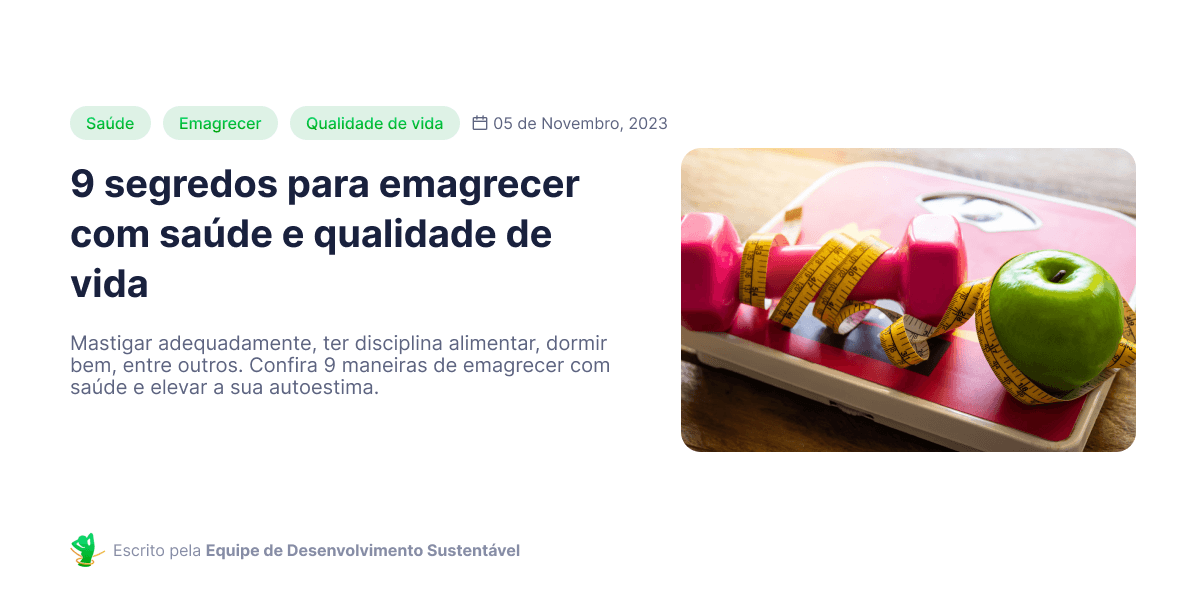 Saúde
Emagrecer
Qualidade de vida
05 de Novembro, 2023
9 segredos para emagrecer
com saúde e qualidade de
vida
Mastigar adequadamente, ter disciplina alimentar, dormir
bem, entre outros. Confira 9 maneiras de emagrecer com
saúde e elevar a sua autoestima.
Escrito pela Equipe de Desenvolvimento Sustentável